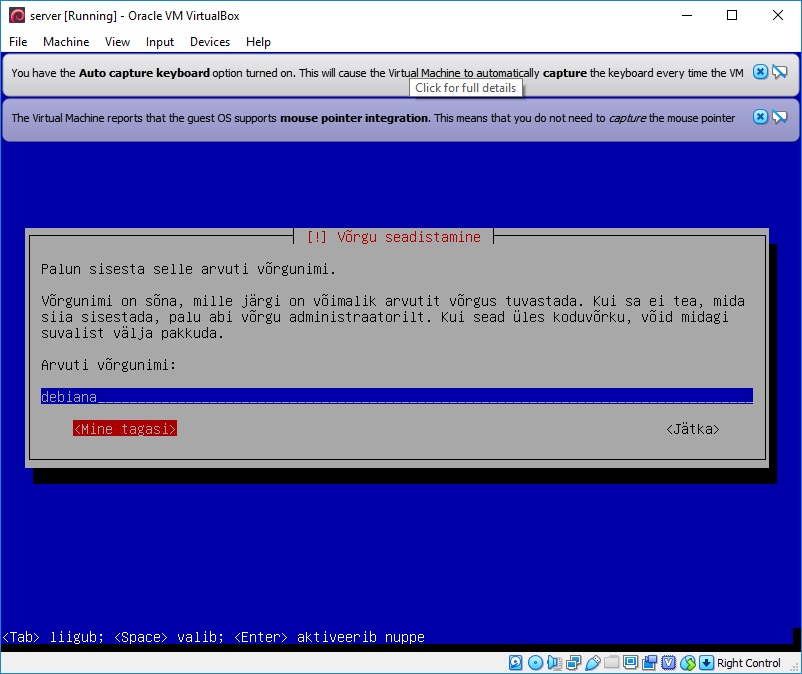 server [Running] - Oracle VM VirtualBox
File Machine View Input Devices Help
You have the Auto capture keyboard option turned on. This will cause the Virtual Machine to automatically capture the keyboard every time the VM
Click for full details
The Virtual Machine reports that the guest OS supports mouse pointer integration. This means that you do not need to capture the mouse pointer
[!] Võrgu seadistamine
Palun sisesta selle arvuti võrgunimi.
Võrgunimi on sõna, mille järgi on võimalik arvutit võrgus tuvastada. Kui sa ei tea, mida
siia sisestada, palu abi võrgu administraatorilt. Kui sead üles koduvõrku, võid midagi
suvalist välja pakkuda.
Arvuti võrgunimi:
debiana
<Mine tagasi> <Jätka>
<Tab> liigub; <Space> valib; <Enter> aktiveerib nuppe
Right Control